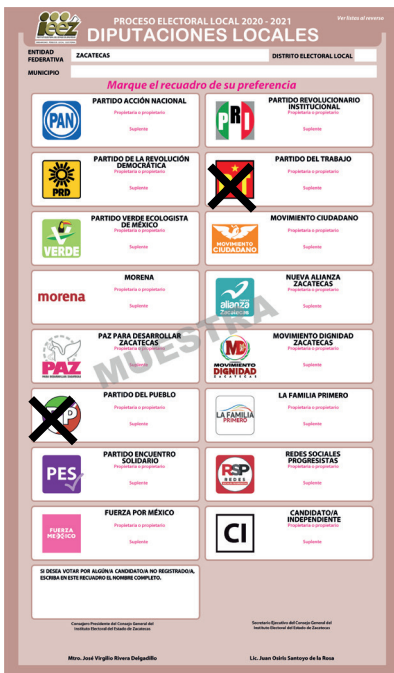 ieez
PROCESO ELECTORAL LOCAL 2020 - 2021
Ver listas al reverso
DIPUTACIONES LOCALES
ENTIDAD FEDERATIVA
ZACATECAS
DISTRITO ELECTORAL LOCAL
MUNICIPIO
Marque el recuadro de su preferencia
PAN
PARTIDO ACCIÓN NACIONAL
Propietaria o propietario
Suplente
PRI
PARTIDO REVOLUCIONARIO
INSTITUCIONAL
Propietaria o propietario
Suplente
PRD
PARTIDO DE LA REVOLUCIÓN
DEMOCRÁTICA
Propietaria o propietario
Suplente
PARTIDO DEL TRABAJO
Propietaria o propietario
Suplente
VERDE
PARTIDO VERDE ECOLOGISTA
DE MÉXICO
Propietaria o propietario
Suplente
MOVIMIENTO
CIUDADANO
MOVIMIENTO CIUDADANO
Propietaria o propietario
Suplente
morena
MORENA
Propietaria o propietario
Suplente
alianza
Zacatecas
NUEVA ALIANZA
ZACATECAS
Propietaria o propietario
Suplente
PAZ
PAZ PARA DESARROLLAR
ZACATECAS
Propietaria o propietario
Suplente
MOVIMIENTO
DIGNIDAD
ZACATECAS
MOVIMIENTO DIGNIDAD
ZACATECAS
Propietaria o propietario
Suplente
MUESTRA
PARTIDO DEL PUEBLO
Propietaria o propietario
Suplente
LA FAMILIA
PRIMERO
LA FAMILIA PRIMERO
Propietaria o propietario
Suplente
PES
PARTIDO ENCUENTRO
SOLIDARIO
Propietaria o propietario
Suplente
RSP
REDES
REDES SOCIALES
PROGRESISTAS
Propietaria o propietario
Suplente
FUERZA
MÉXICO
FUERZA POR MÉXICO
Propietaria o propietario
Suplente
CI
CANDIDATO/A
INDEPENDIENTE
Propietaria o propietario
Suplente
SI DESEA VOTAR POR ALGÚN/A CANDIDATO/A NO REGISTRADO/A,
ESCRIBA EN ESTE RECUADRO EL NOMBRE COMPLETO.
Consejero Presidente del Consejo General del
Instituto Electoral del Estado de Zacatecas
Secretario Ejecutivo del Consejo General del
Instituto Electoral del Estado de Zacatecas
Mtro. José Virgilio Rivera Delgadillo
Lic. Juan Osiris Santoyo de la Rosa